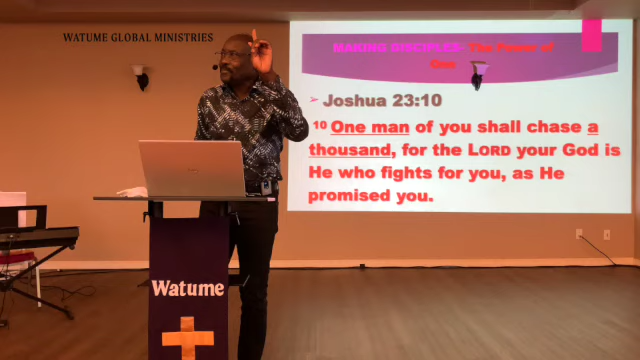 WATUME GLOBAL MINISTRIES
MAKING DISCIPLES- The Power of
One
➢ Joshua 23:10
10 One man of you shall chase a
thousand, for the LORD your God is
He who fights for you, as He
promised you.
Watume